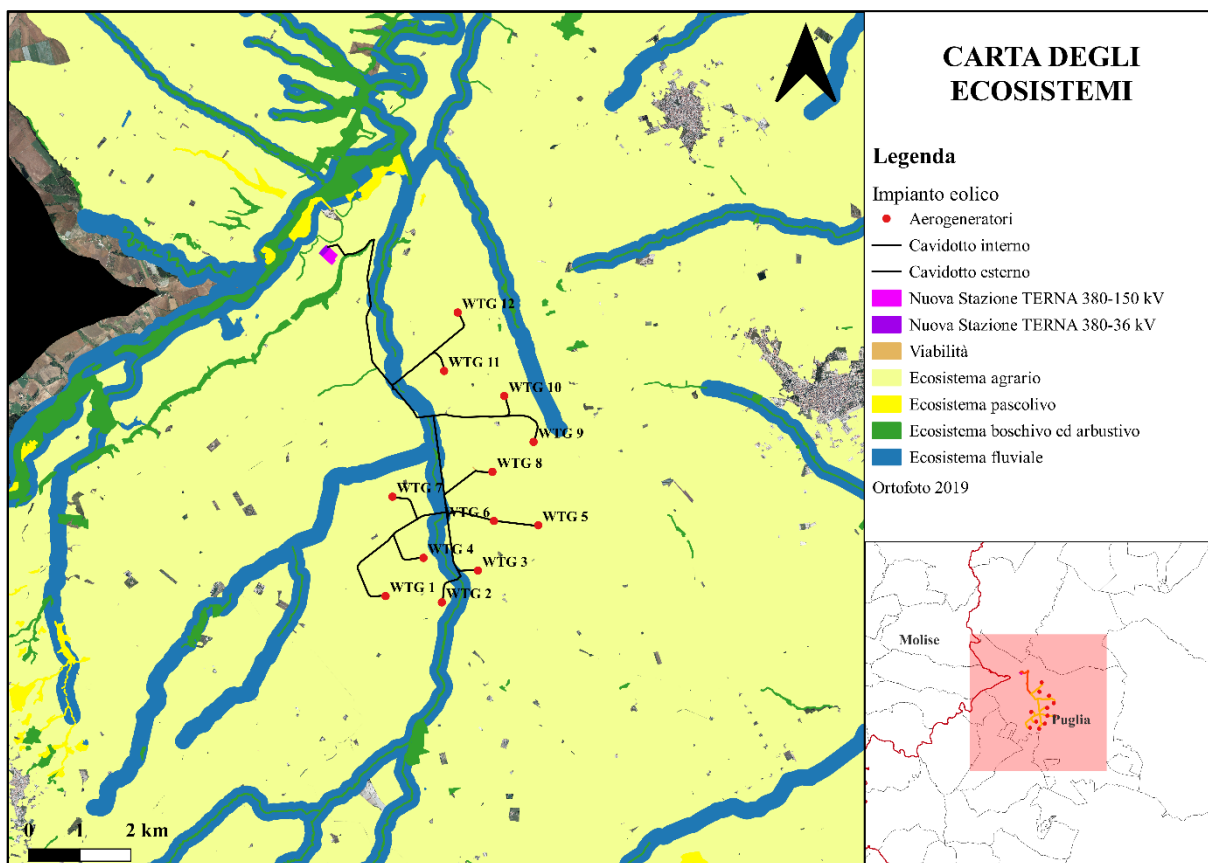 CARTA DEGLI
ECOSISTEMI
Legenda
Impianto eolico
Aerogeneratori
Cavidotto interno
Cavidotto esterno
Nuova Stazione TERNA 380-150 kV
Nuova Stazione TERNA 380-36 kV
Viabilità
Ecosistema agrario
Ecosistema pascolivo
Ecosistema boschivo ed arbustivo
Ecosistema fluviale
Ortofoto 2019
WTG 12
WTG 11
WTG 10
WTG 9
WTG 8
WTG 7
WTG 6
WTG 5
WTG 4
WTG 3
WTG 1
WTG 2
0 1 2 km
Molise
Puglia